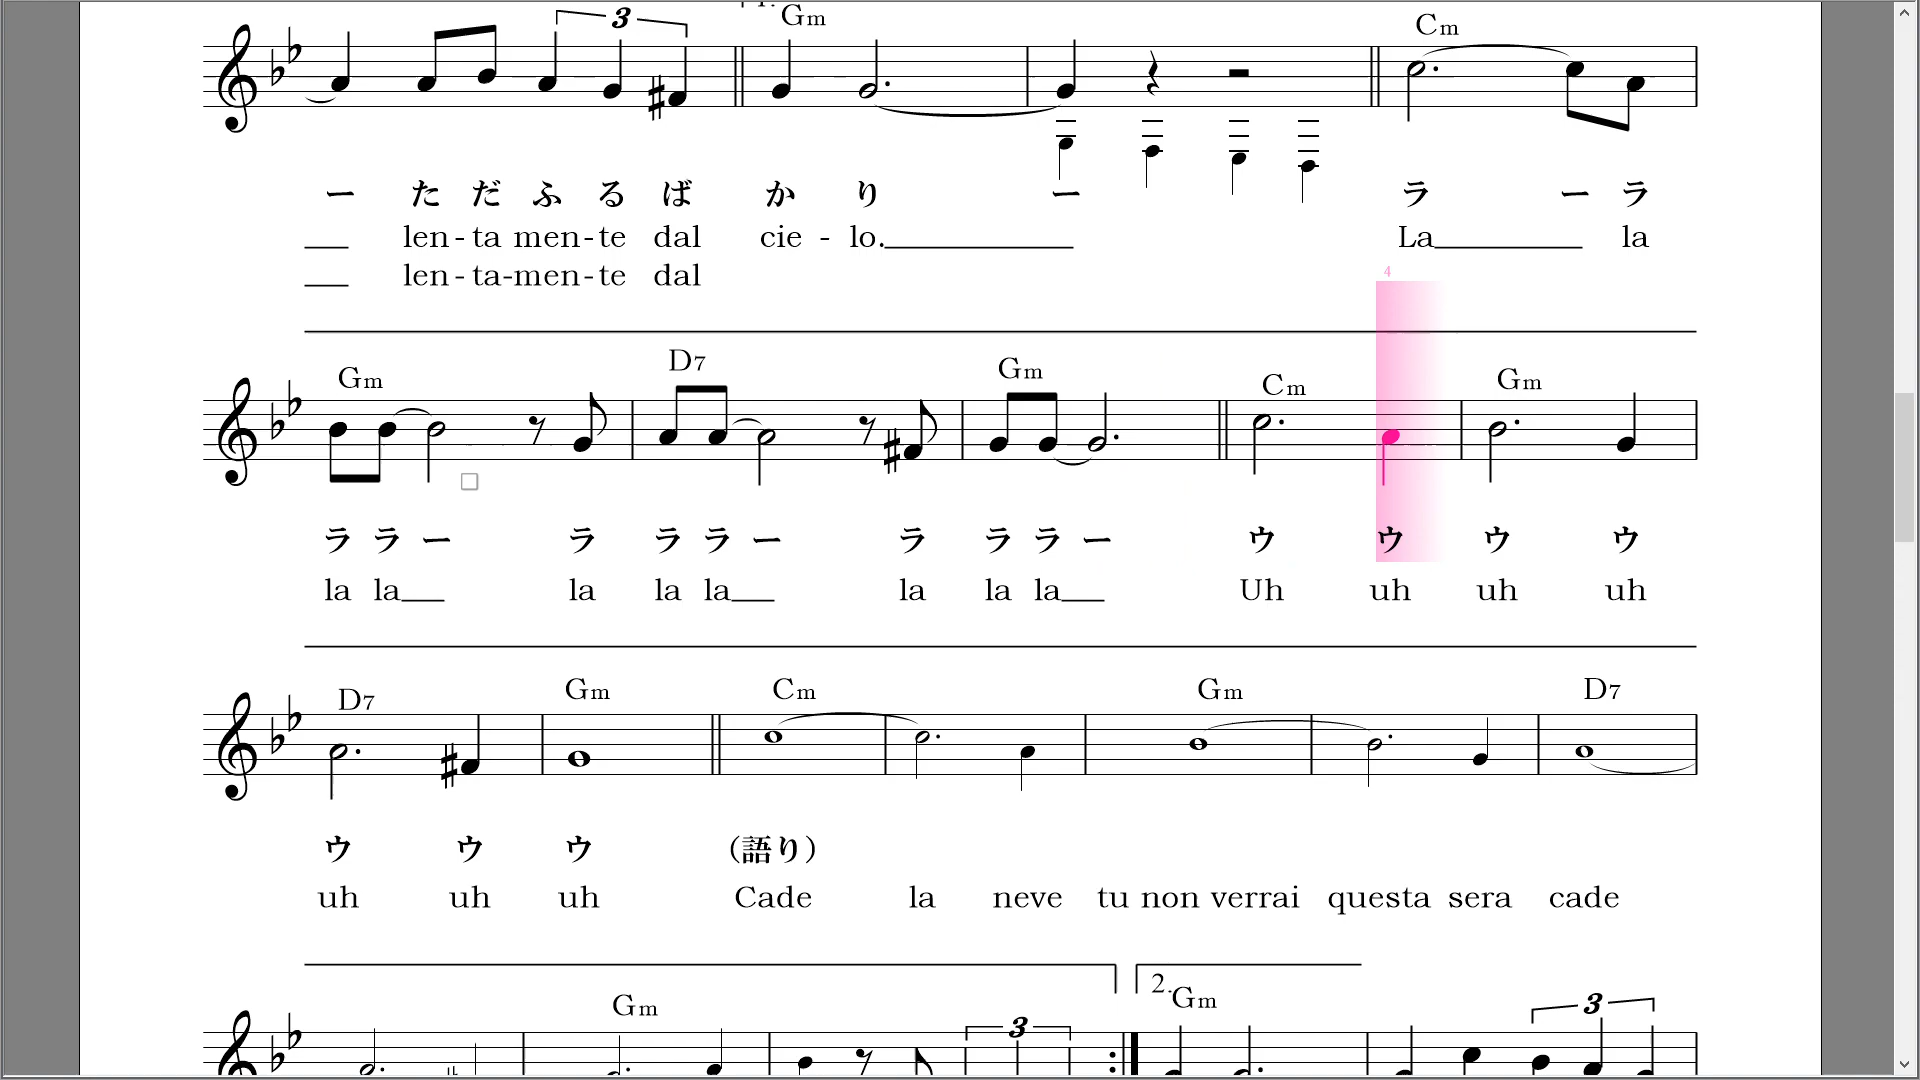 3
Gm Cm
ー た だ ふ る ば か り ー ラ ー ラ
len - ta men - te dal cie - lo. La la
len - ta - men - te dal
4
Gm D7 Gm Cm Gm
ラ ラ ー ラ ラ ラ ー ラ ラ ラ ー ウ ウ ウ ウ
la la la la la la la la Uh uh uh uh
D7 Gm Cm Gm D7
ウ ウ ウ (語り)
uh uh uh Cade la neve tu non verrai questa sera cade
2.
Gm 3 Gm 3